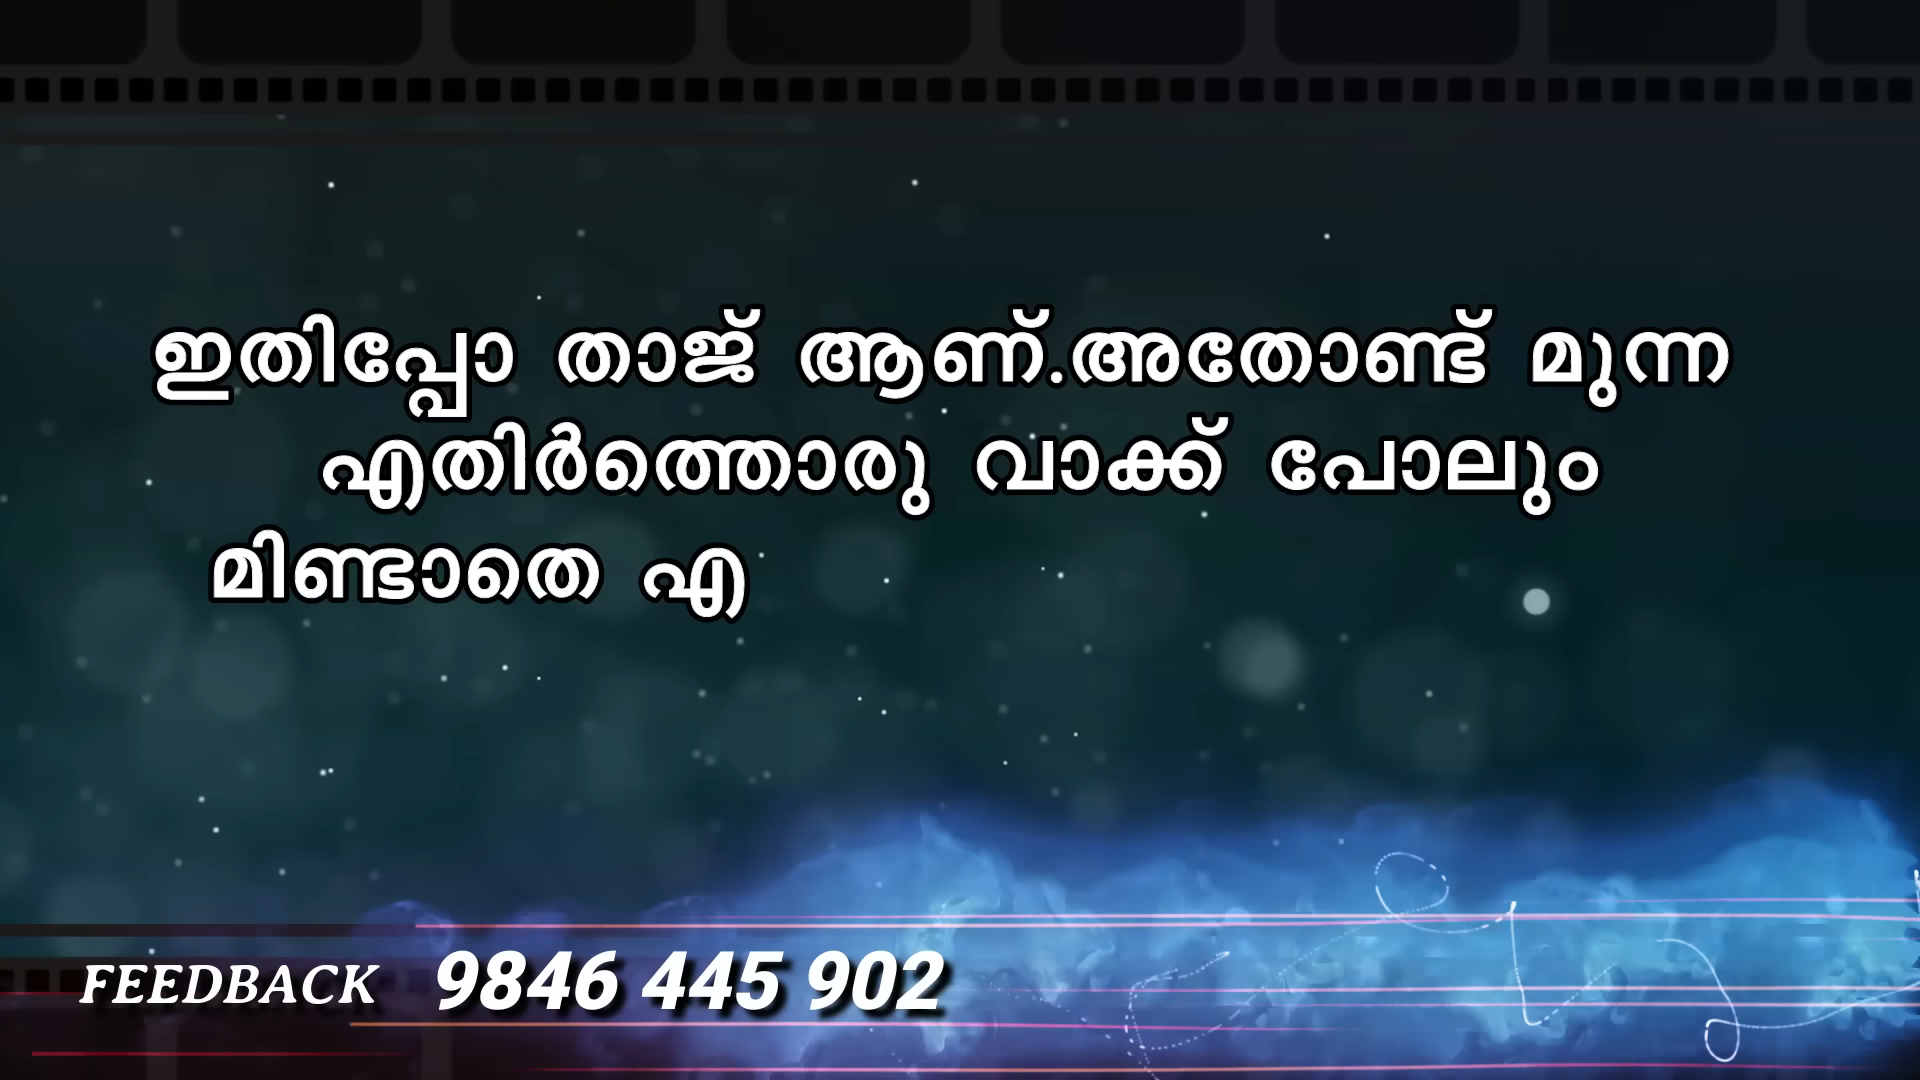 ഇതിപ്പോ താജ് ആണ്.അതോണ്ട് മുന്ന
എതിർത്തൊരു വാക്ക് പോലും
മിണ്ടാതെ എ
FEEDBACK 9846 445 902